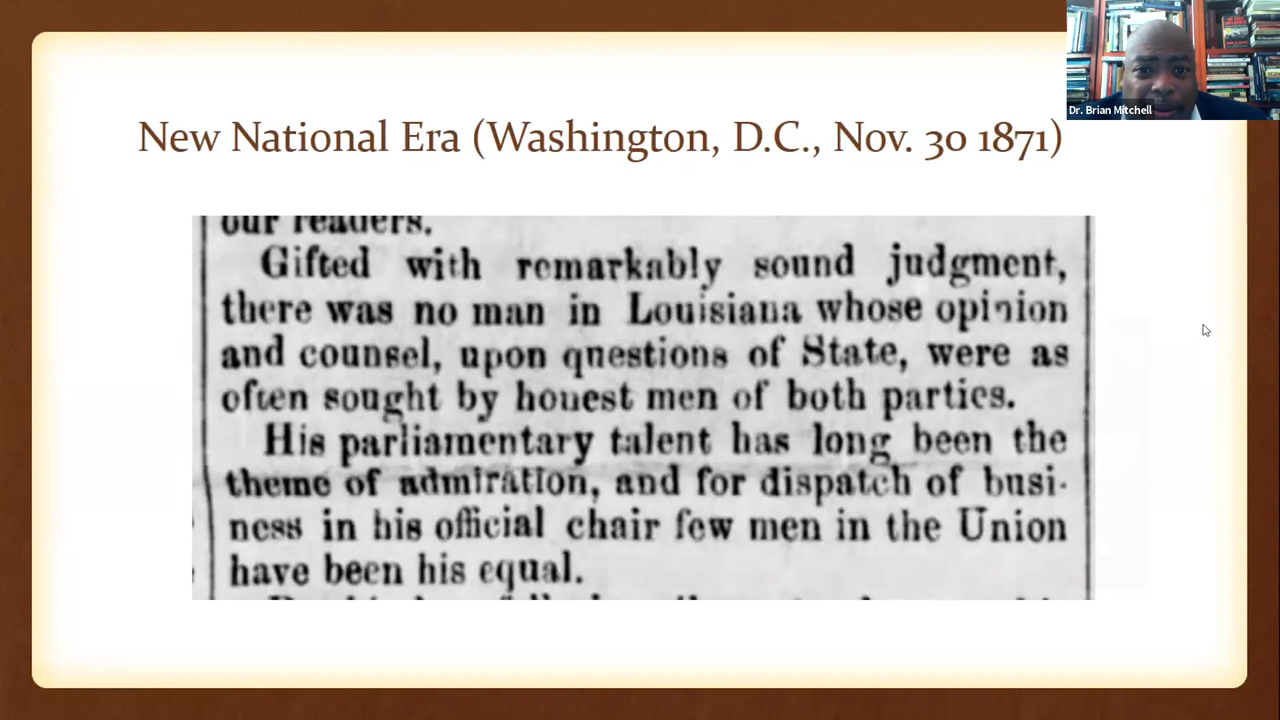 Dr. Brian Mitchell
New National Era (Washington, D.C., Nov. 30 1871)
our readers.
Gifted with remarkably sound judgment,
there was no man in Louisiana whose opinion
and counsel, upon questions of State, were as
often sought by honest men of both parties.
His parliamentary talent has long been the
theme of admiration, and for dispatch of busi-
ness in his official chair few men in the Union
have been his equal.